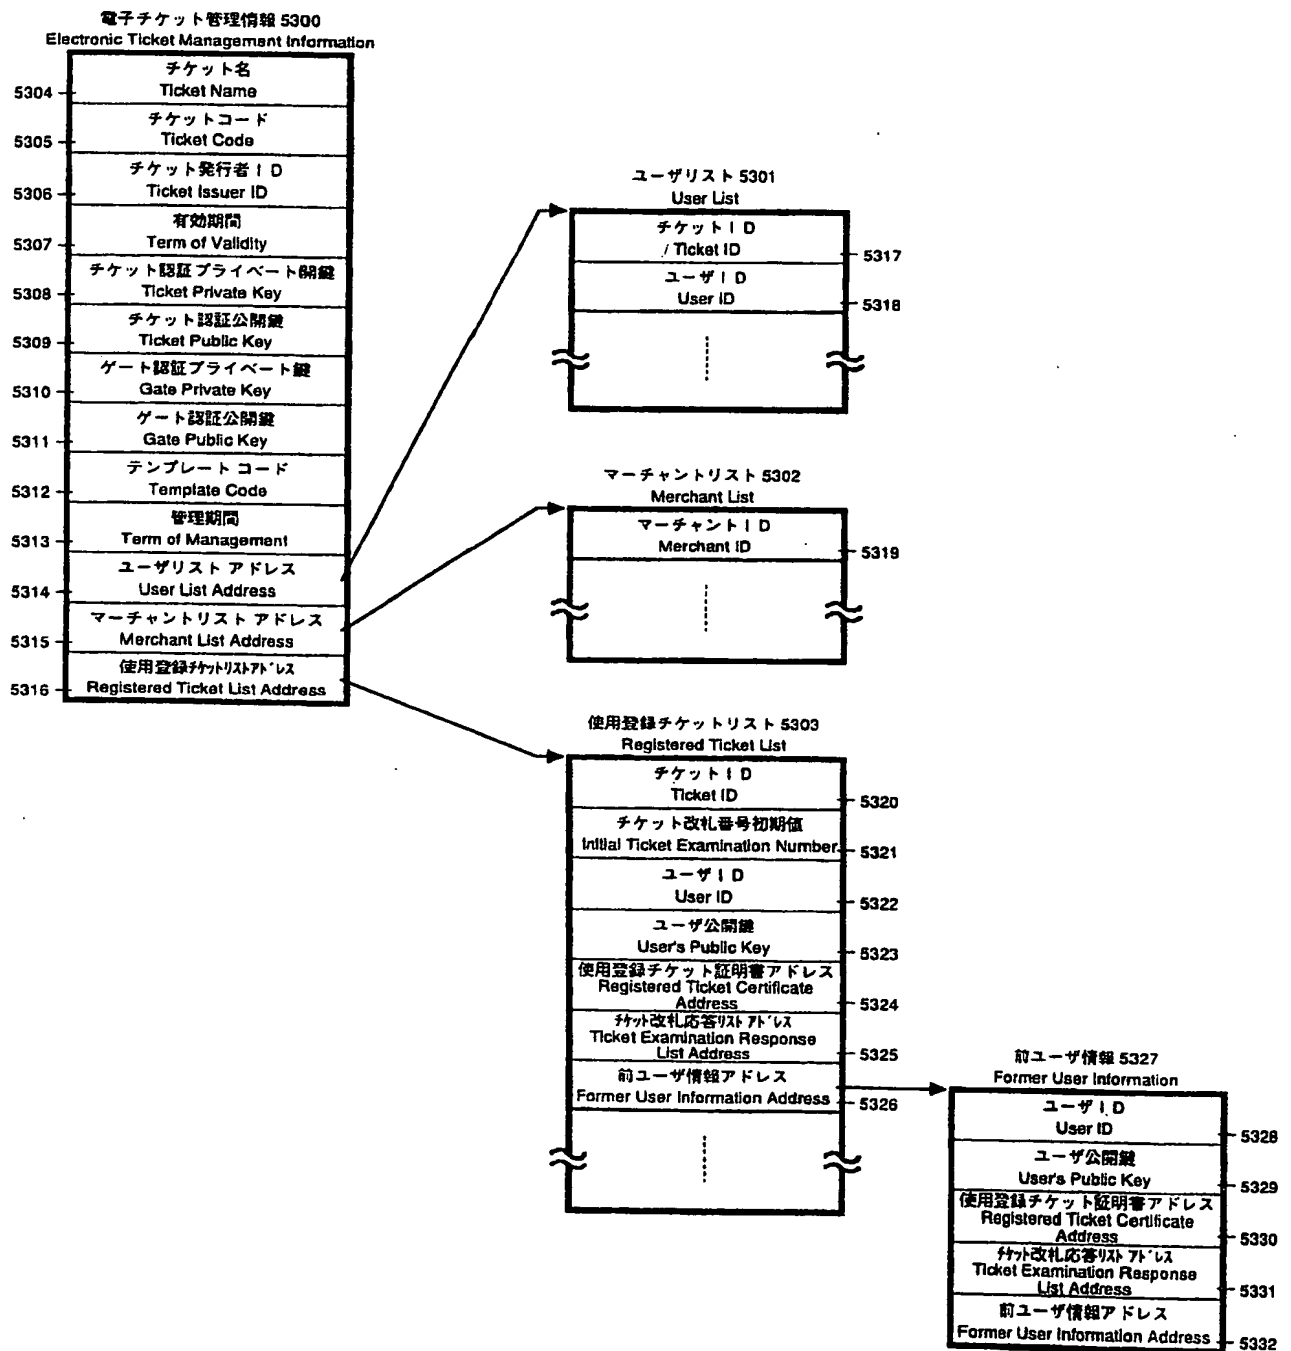 電子チケット管理情報 5300
Electronic Ticket Management Information
チケット名
Ticket Name
5304
チケットコード
Ticket Code
5305
チケット発行者ID
Ticket Issuer ID
5306
有効期間
Term of Validity
5307
チケット認証プライベート開鍵
Ticket Private Key
5308
チケット認証公開鍵
Ticket Public Key
5309
ゲート認証プライベート鍵
Gate Private Key
5310
ゲート認証公開鍵
Gate Public Key
5311
テンプレート コード
Template Code
5312
管理期間
Term of Management
5313
ユーザリスト アドレス
User List Address
5314
マーチャントリスト アドレス
Merchant List Address
5315
使用登録チケットリストアドレス
Registered Ticket List Address
5316
ユーザリスト 5301
User List
チケットID
/ Ticket ID
5317
ユーザID
User ID
5318
マーチャントリスト 5302
Merchant List
マーチャントID
Merchant ID
5319
使用登録チケットリスト 5303
Registered Ticket List
チケットID
Ticket ID
5320
チケット改札番号初期値
Initial Ticket Examination Number
5321
ユーザID
User ID
5322
ユーザ公開鍵
User's Public Key
5323
使用登録チケット証明書アドレス
Registered Ticket Certificate
Address
5324
チケット改札応答リスト アドレス
Ticket Examination Response
List Address
5325
前ユーザ情報アドレス
Former User Information Address
5326
前ユーザ情報 5327
Former User Information
ユーザID
User ID
5328
ユーザ公開鍵
User's Public Key
5329
使用登録チケット証明書アドレス
Registered Ticket Certificate
Address
5330
チケット改札応答リスト アドレス
Ticket Examination Response
List Address
5331
前ユーザ情報アドレス
Former User Information Address
5332